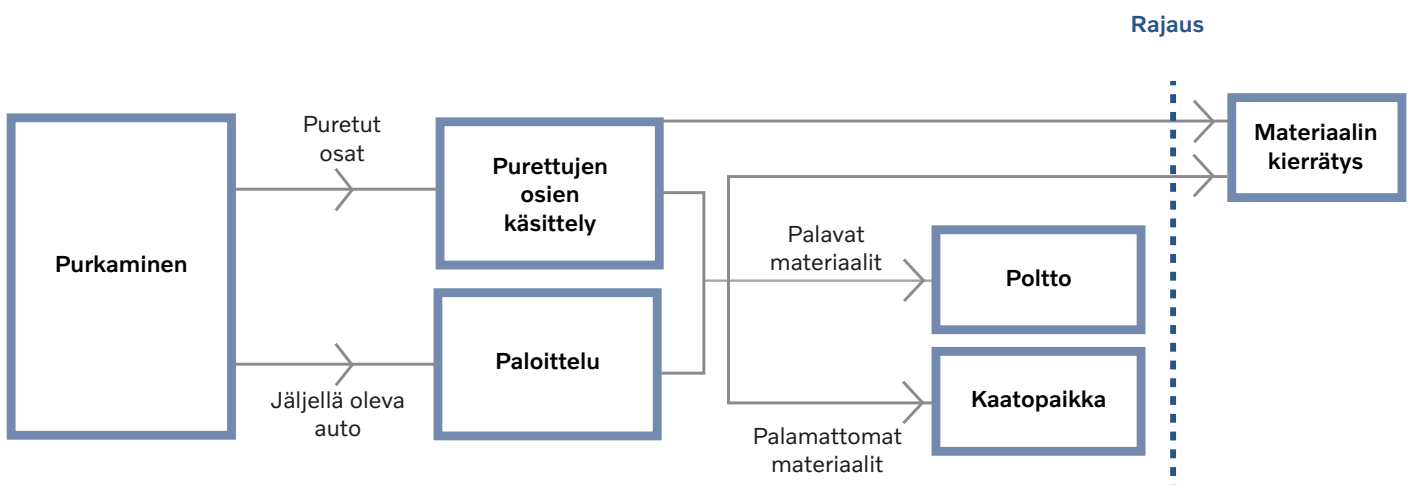 Rajaus
Puretut
osat
Purettujen
osien
käsittely
Materiaalin
kierrätys
Purkaminen
Palavat
materiaalit
Poltto
Paloittelu
Jäljellä oleva
auto
Kaatopaikka
Palamattomat
materiaalit